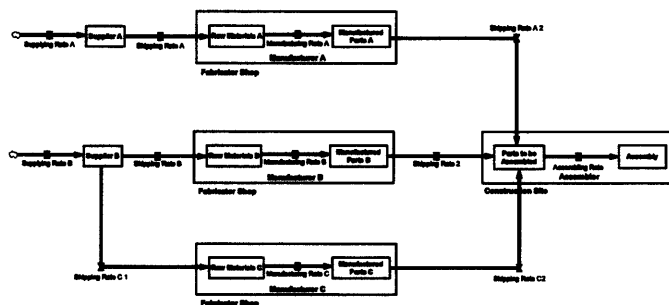 Supplying Rate A
Supplier A
Shipping Rate A
Raw Materials A
Manufacturing Rate A
Manufactured
Parts A
Manufacturer A
Fabricator Shop
Shipping Rate A 2
Supplying Rate B
Supplier B
Shipping Rate B
Raw Materials B
Manufacturing Rate B
Manufactured
Parts B
Manufacturer B
Fabricator Shop
Shipping Rate 2
Parts to be
Assembled
Assembling Rate
Assembly
Assembler
Construction Site
Shipping Rate C 1
Raw Materials C
Manufacturing Rate C
Manufactured
Parts C
Manufacturer C
Fabricator Shop
Shipping Rate C2